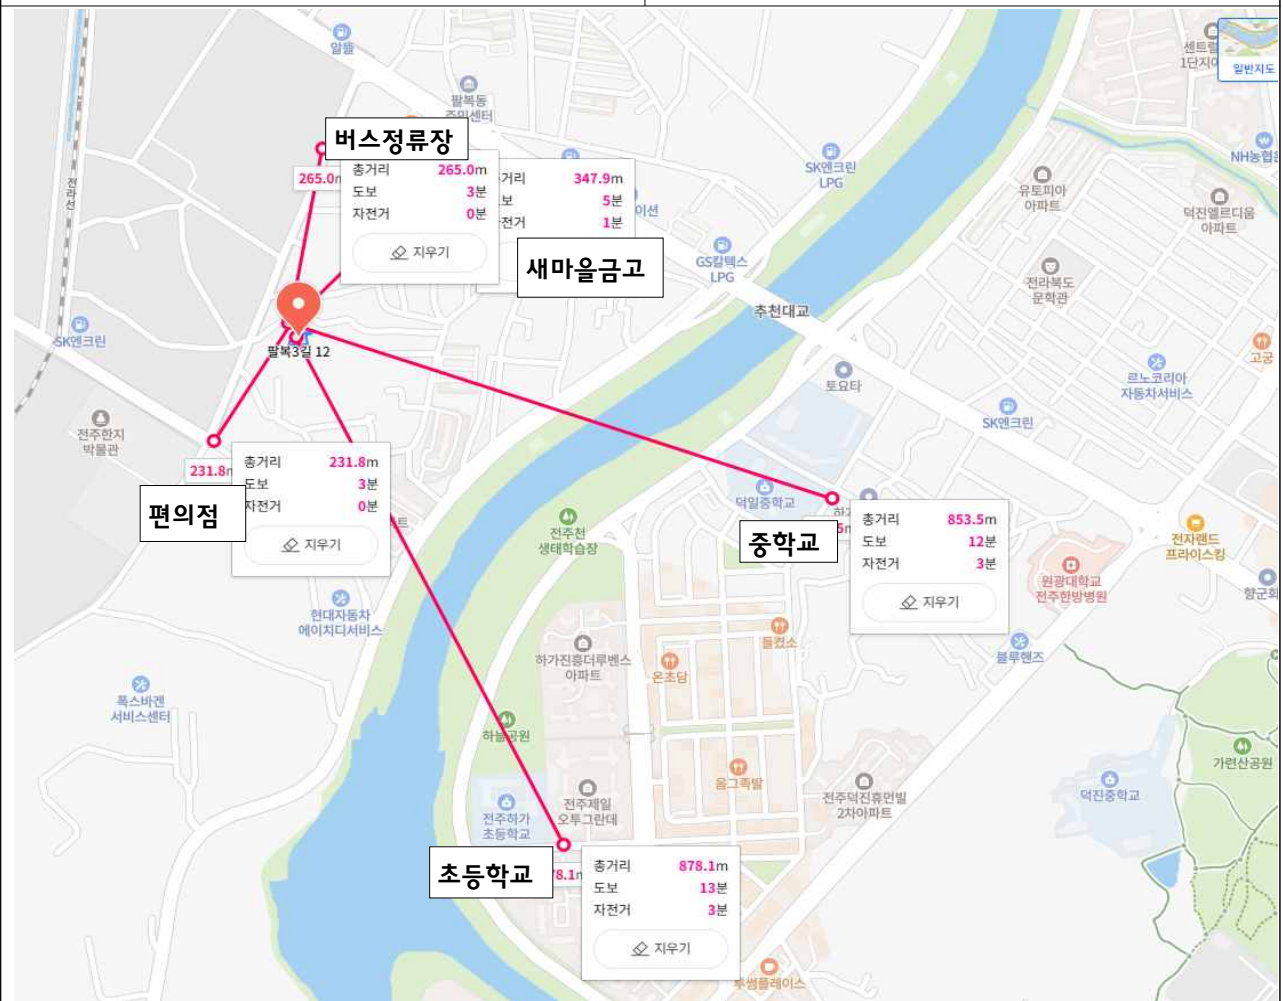 알뜰
센트럴
1단지
일반지도
팔복동
주민센터
버스정류장
265.0m
총거리 265.0m
도보 3분
자전거 0분
지우기
거리 347.9m
보 5분
전거 1분
이션
새마을금고
SK엔크린
LPG
NH농협은
유토피아
아파트
덕진엘르디움
아파트
GS칼텍스
LPG
전라북도
문학관
추천대교
전라선
SK엔크린
팔복3길 12
고궁
토요타
르노코리아
자동차서비스
SK엔크린
전주한지
박물관
231.8m
총거리 231.8m
도보 3분
자전거 0분
지우기
편의점
트
덕일중학교
하가
중학교
5m
총거리 853.5m
도보 12분
자전거 3분
지우기
전주천
생태학습장
전자랜드
프라이스킹
원광대학교
전주한방병원
향군회
현대자동차
에이치디서비스
돌컸소
블루핸즈
하가진흥더루벤스
아파트
온초담
폭스바겐
서비스센터
하늘공원
가련산공원
옴그족발
전주덕진휴먼빌
2차아파트
덕진중학교
전주하가
초등학교
전주제일
오투그란데
초등학교
78.1m
총거리 878.1m
도보 13분
자전거 3분
지우기
투썸플레이스